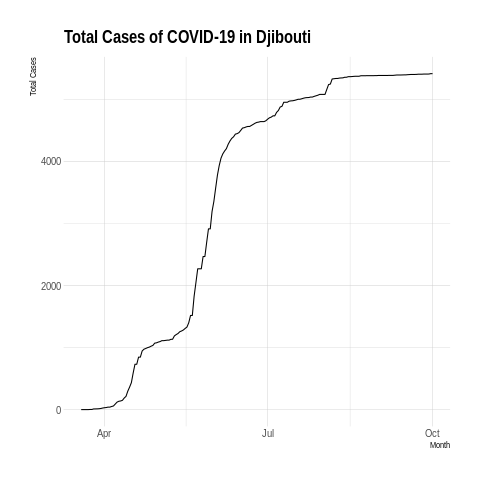 Total Cases of COVID-19 in Djibouti
Total Cases
4000
2000
0
Apr
Jul
Oct
Month